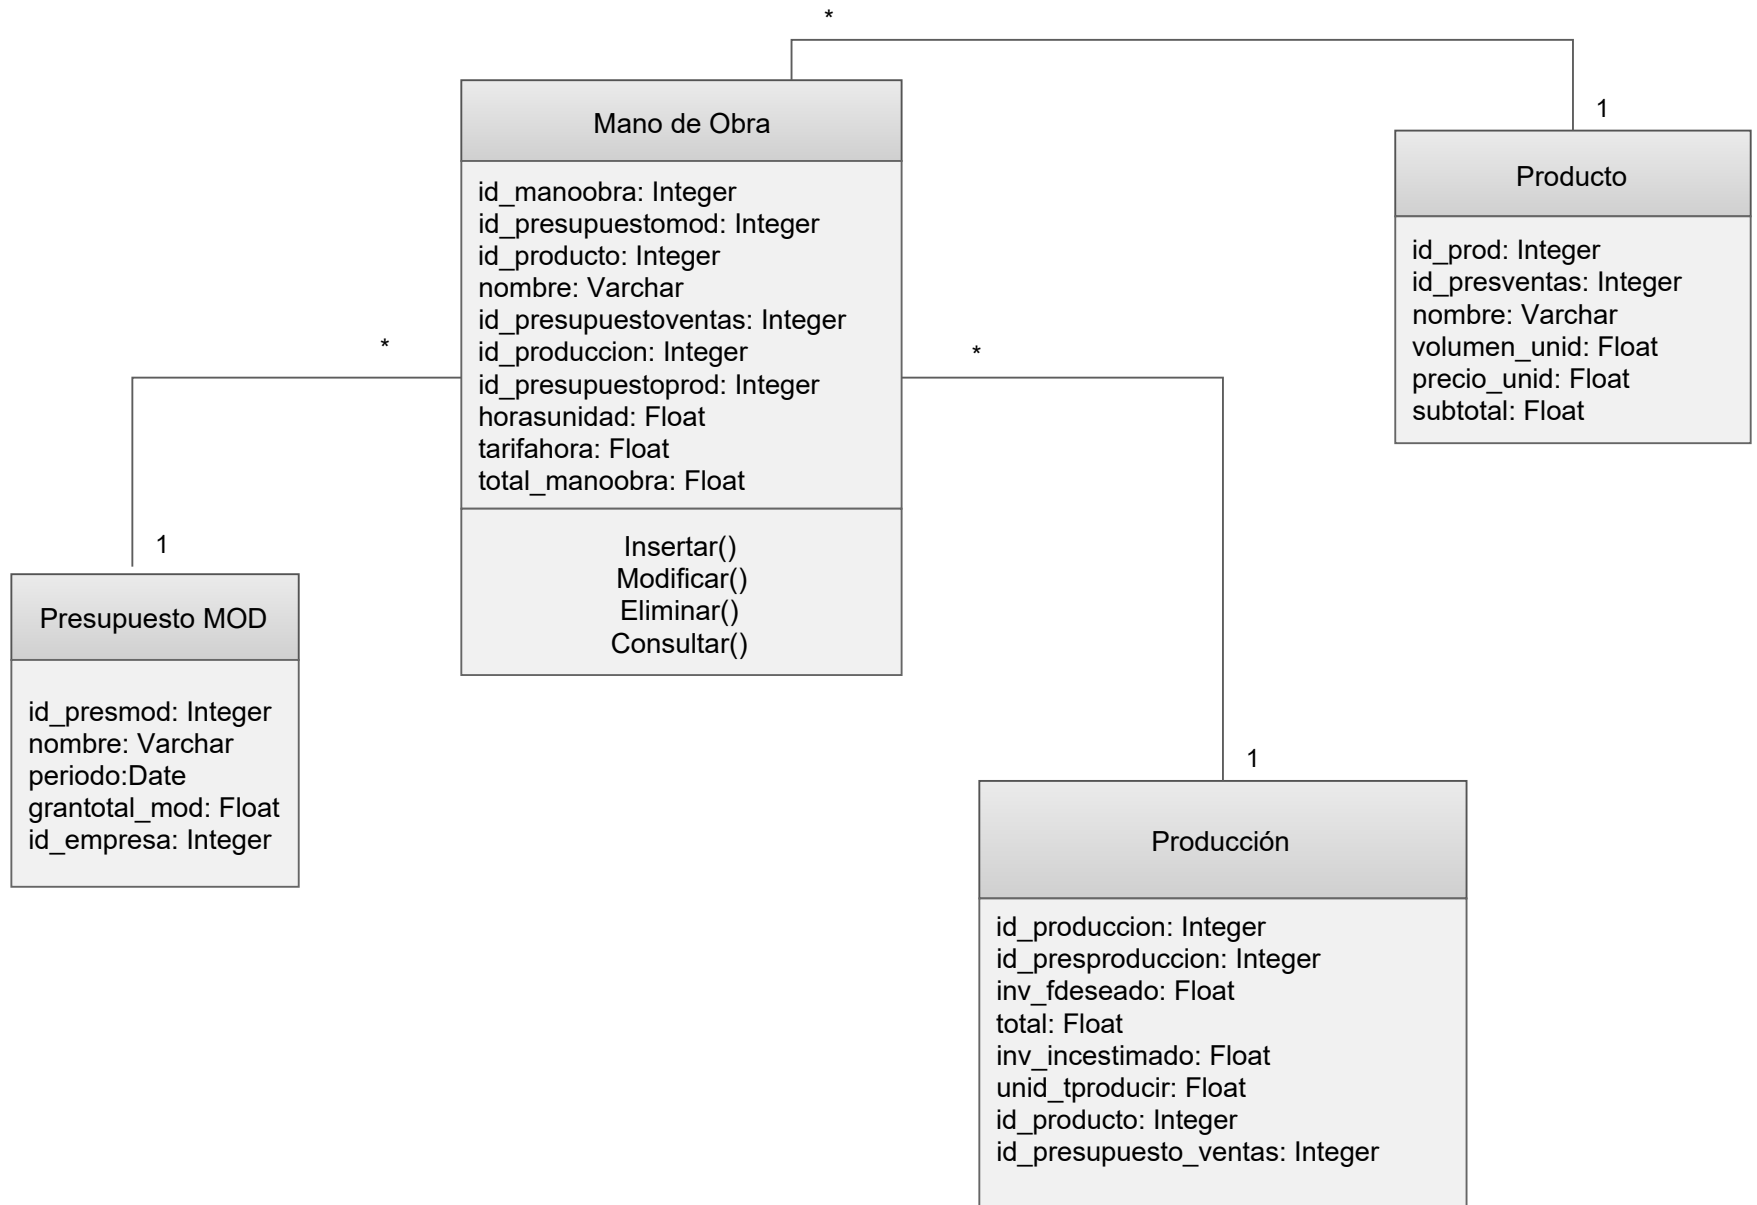 *
1
Mano de Obra
id_manoobra: Integer
id_presupuestomod: Integer
id_producto: Integer
nombre: Varchar
id_presupuestoventas: Integer
id_produccion: Integer
id_presupuestoprod: Integer
horasunidad: Float
tarifahora: Float
total_manoobra: Float
Insertar()
Modificar()
Eliminar()
Consultar()
Producto
id_prod: Integer
id_presventas: Integer
nombre: Varchar
volumen_unid: Float
precio_unid: Float
subtotal: Float
*
*
1
Presupuesto MOD
id_presmod: Integer
nombre: Varchar
periodo:Date
grantotal_mod: Float
id_empresa: Integer
1
Producción
id_produccion: Integer
id_presproduccion: Integer
inv_fdeseado: Float
total: Float
inv_incestimado: Float
unid_tproducir: Float
id_producto: Integer
id_presupuesto_ventas: Integer